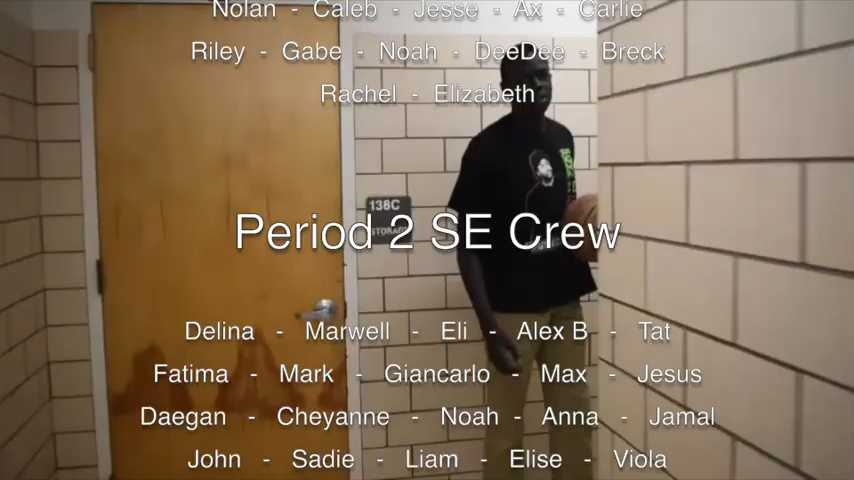 Nolan - Caleb - Jesse - Ax - Carlie
Riley - Gabe - Noah - DeeDee - Breck
Rachel - Elizabeth
138C
STORAGE
Period 2 SE Crew
Delina - Marwell - Eli - Alex B - Tat
Fatima - Mark - Giancarlo - Max - Jesus
Daegan - Cheyanne - Noah - Anna - Jamal
John - Sadie - Liam - Elise - Viola